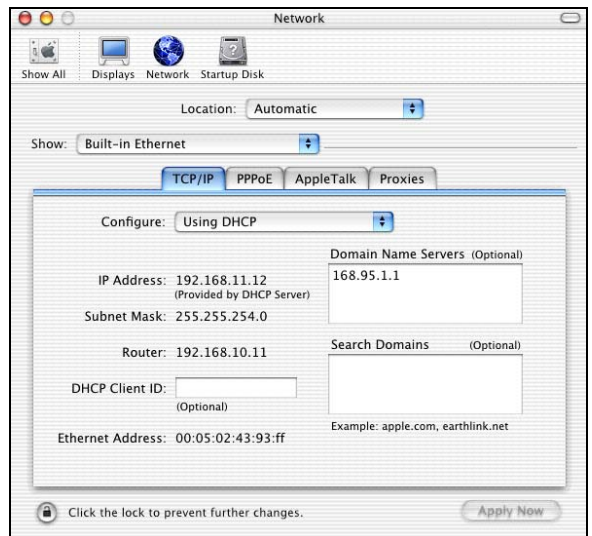 Network
Show All Displays Network Startup Disk
Location: Automatic
Show: Built-in Ethernet
TCP/IP PPPoE AppleTalk Proxies
Configure: Using DHCP
Domain Name Servers (Optional)
168.95.1.1
IP Address: 192.168.11.12
(Provided by DHCP Server)
Subnet Mask: 255.255.254.0
Router: 192.168.10.11
Search Domains (Optional)
DHCP Client ID:
(Optional)
Example: apple.com, earthlink.net
Ethernet Address: 00:05:02:43:93:ff
Click the lock to prevent further changes.
Apply Now